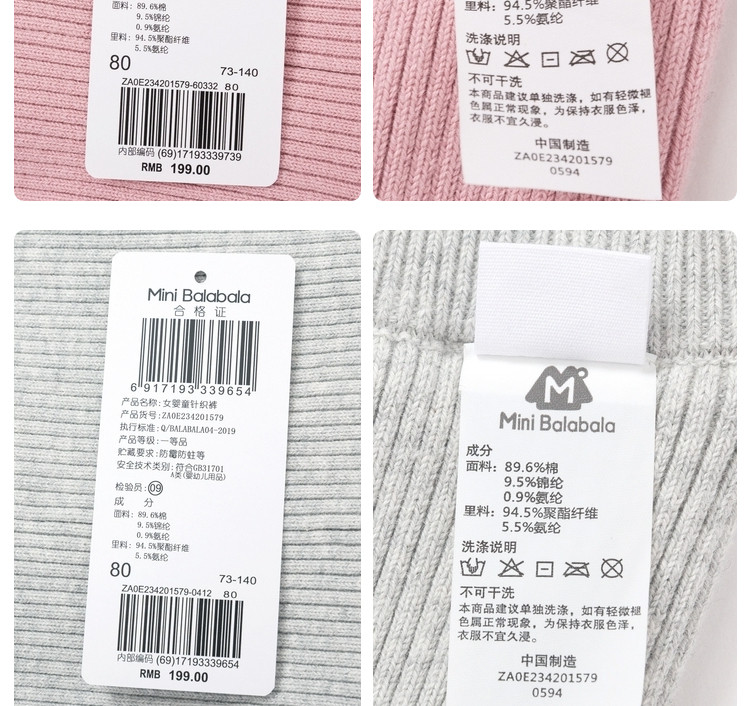 面料: 89.6%棉
9.5%锦纶
0.9%氨纶
里料: 94.5%聚酯纤维
5.5%氨纶
80
73-140
ZA0E234201579-60332 80
内部编码 (69)17193339739
RMB 199.00
里料: 94.5%聚酯纤维
5.5%氨纶
洗涤说明
不可干洗
本商品建议单独洗涤, 如有轻微褪
色属正常现象, 为保持衣服色泽,
衣服不宜久浸。
中国制造
ZA0E234201579
0594
Mini Balabala
合格证
6 917193 339654
产品名称: 女婴童针织裤
产品货号: ZA0E234201579
执行标准: Q/BALABALA04-2019
产品等级: 一等品
贮藏要求: 防霉防蛀等
安全技术类别: 符合GB31701
A类(婴幼儿用品)
检验员: 09
成 分
面料: 89.6%棉
9.5%锦纶
0.9%氨纶
里料: 94.5%聚酯纤维
5.5%氨纶
80
73-140
ZA0E234201579-0412 80
内部编码 (69)17193339654
RMB 199.00
M
Mini Balabala
成分
面料: 89.6%棉
9.5%锦纶
0.9%氨纶
里料: 94.5%聚酯纤维
5.5%氨纶
洗涤说明
不可干洗
本商品建议单独洗涤, 如有轻微褪
色属正常现象, 为保持衣服色泽,
衣服不宜久浸。
中国制造
ZA0E234201579
0594